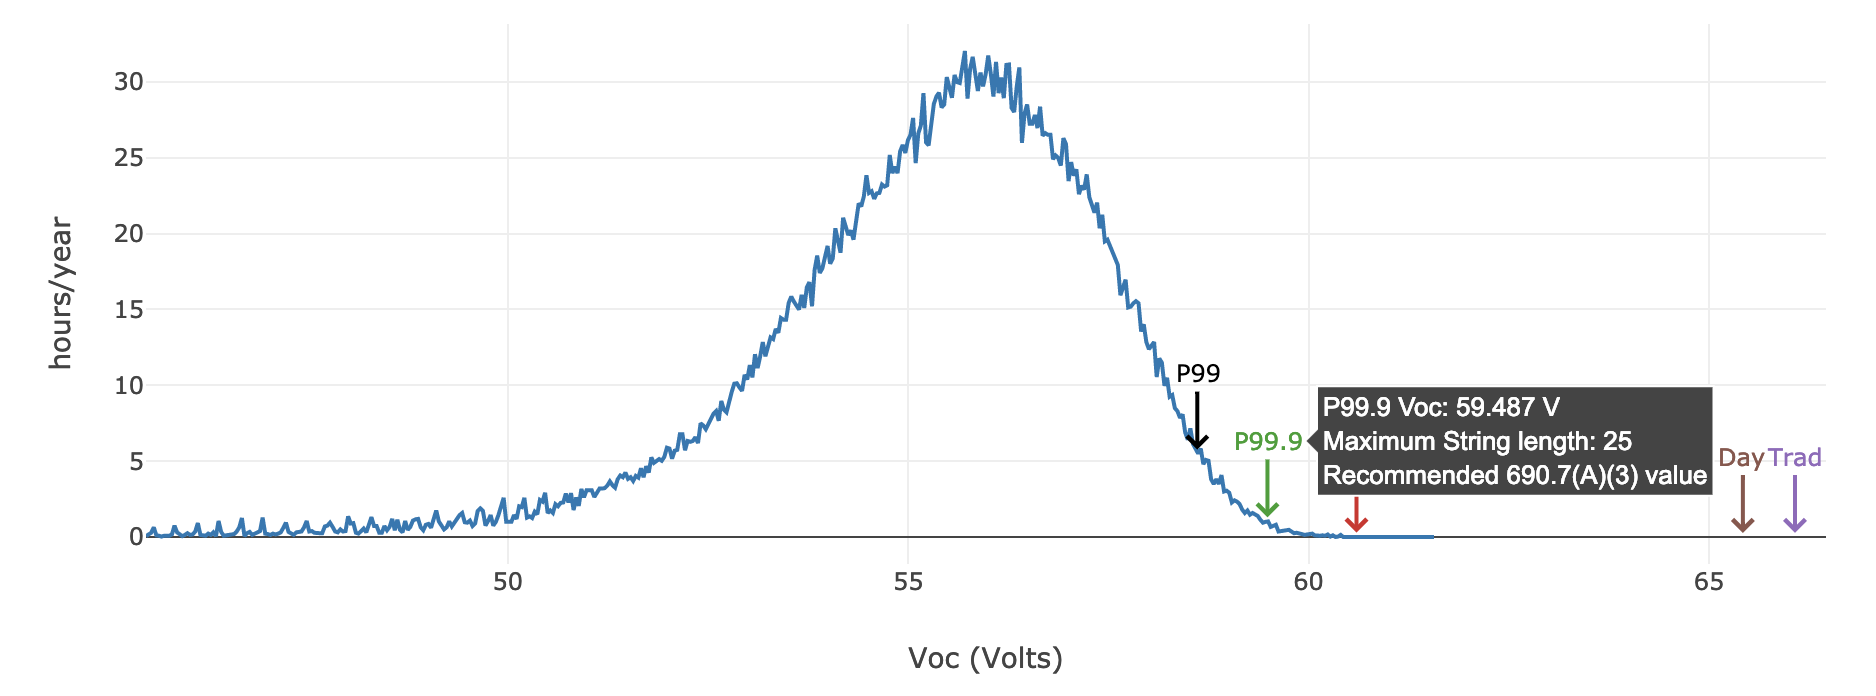 30
25
20
15
10
5
0
hours/year
P99
P99.9
P99.9 Voc: 59.487 V
Maximum String length: 25
Recommended 690.7(A)(3) value
Day
Trad
50
55
60
65
Voc (Volts)